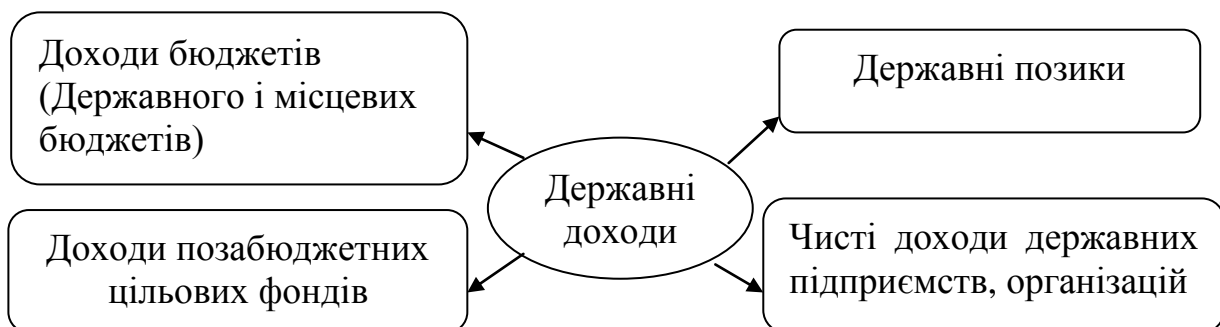 Доходи бюджетів
(Державного і місцевих
бюджетів)
Державні позики
Державні
доходи
Доходи позабюджетних
цільових фондів
Чисті доходи державних
підприємств, організацій